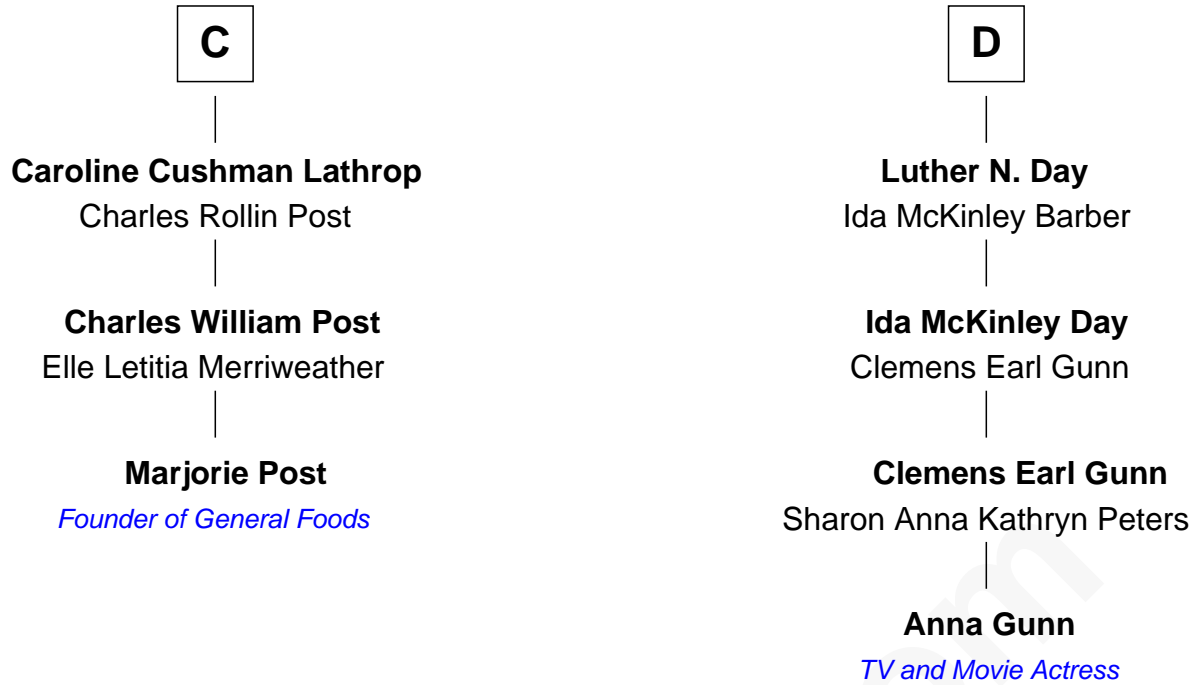 C
Caroline Cushman Lathrop
Charles Rollin Post
Charles William Post
Elle Letitia Merriweather
Marjorie Post
Founder of General Foods
D
Luther N. Day
Ida McKinley Barber
Ida McKinley Day
Clemens Earl Gunn
Clemens Earl Gunn
Sharon Anna Kathryn Peters
Anna Gunn
TV and Movie Actress